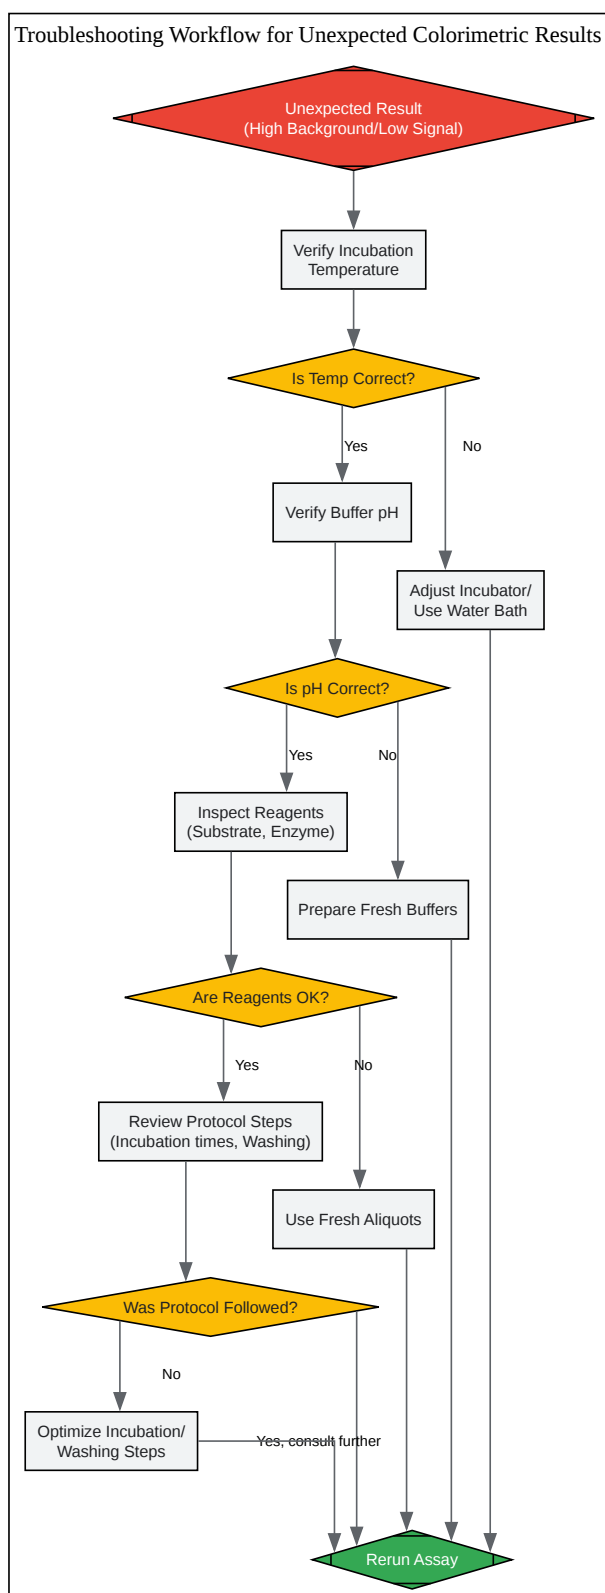 Troubleshooting Workflow for Unexpected Colorimetric Results
Unexpected Result
(High Background/Low Signal)
Verify Incubation
Temperature
Is Temp Correct?
Yes
No
Verify Buffer pH
Adjust Incubator/
Use Water Bath
Is pH Correct?
Yes
No
Inspect Reagents
(Substrate, Enzyme)
Prepare Fresh Buffers
Are Reagents OK?
Yes
No
Review Protocol Steps
(Incubation times, Washing)
Use Fresh Aliquots
Was Protocol Followed?
No
Optimize Incubation/
Washing Steps
Yes, consult further
Rerun Assay